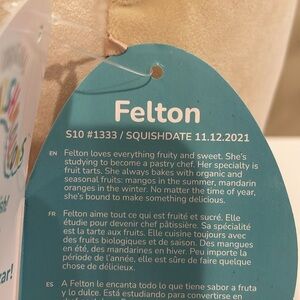 Felton
S10 #1333 / SQUISHDATE 11.12.2021
EN Felton loves everything fruity and sweet. She's
studying to become a pastry chef. Her specialty is
fruit tarts. She always bakes with organic and
seasonal fruits: mangos in the summer, mandarin
oranges in the winter. No matter the time of year,
she's bound to make something delicious.
FR Felton aime tout ce qui est fruité et sucré. Elle
étudie pour devenir chef pâtissière. Sa spécialité
est la tarte aux fruits. Elle cuisine toujours avec
des fruits biologiques et de saison. Des mangues
en été, des mandarines en hiver. Peu importe la
période de l'année, elle est sûre de faire quelque
chose de délicieux.
ES A Felton le encanta todo lo que tiene sabor a fruta
y lo dulce. Está estudiando para convertirse en